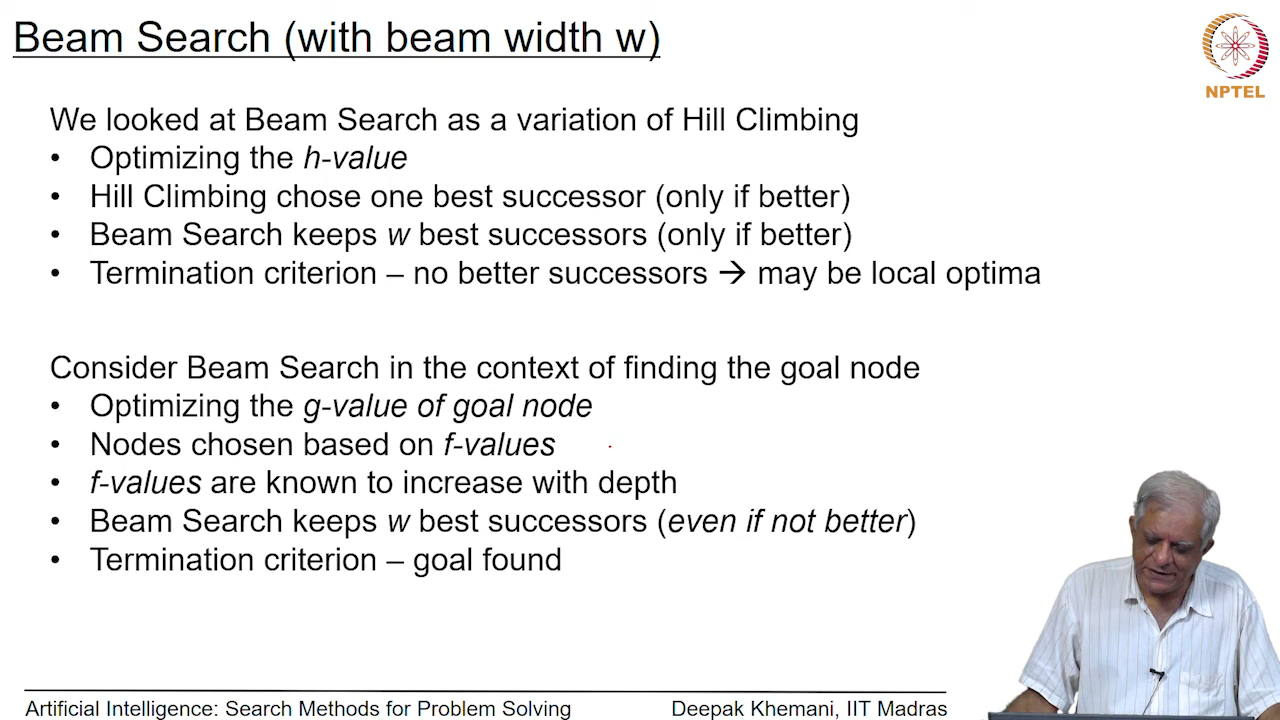 Beam Search (with beam width w)
NPTEL
We looked at Beam Search as a variation of Hill Climbing
• Optimizing the h-value
• Hill Climbing chose one best successor (only if better)
• Beam Search keeps w best successors (only if better)
• Termination criterion – no better successors → may be local optima
Consider Beam Search in the context of finding the goal node
• Optimizing the g-value of goal node
• Nodes chosen based on f-values
• f-values are known to increase with depth
• Beam Search keeps w best successors (even if not better)
• Termination criterion – goal found
Artificial Intelligence: Search Methods for Problem Solving
Deepak Khemani, IIT Madras